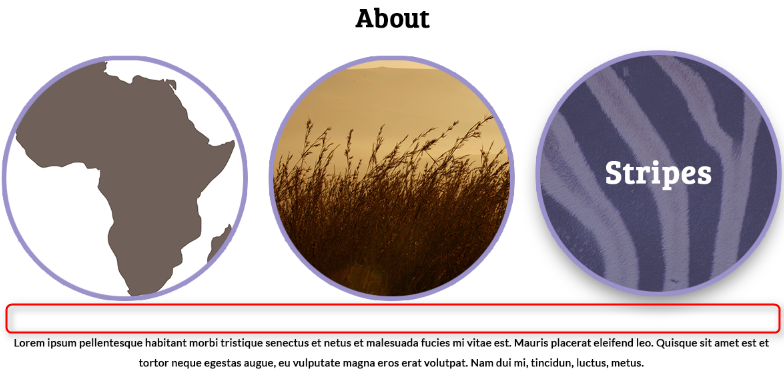 About
Stripes
Lorem ipsum pellentesque habitant morbi tristique senectus et netus et malesuada fucies mi vitae est. Mauris placerat eleifend leo. Quisque sit amet est et
tortor neque egestas augue, eu vulputate magna eros erat volutpat. Nam dui mi, tincidun, luctus, metus.